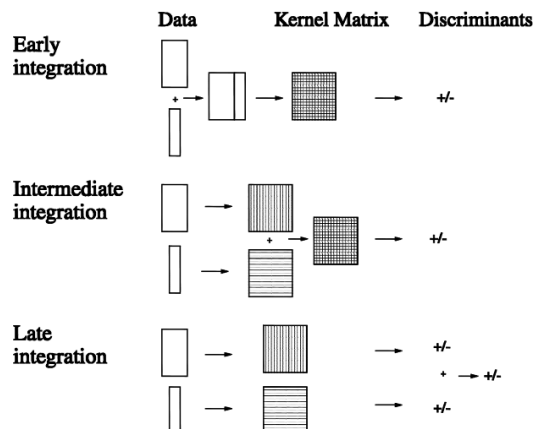 Data Kernel Matrix Discriminants
Early
integration
+
+/-
Intermediate
integration
+
+/-
Late
integration
+/-
+ +/-
+/-